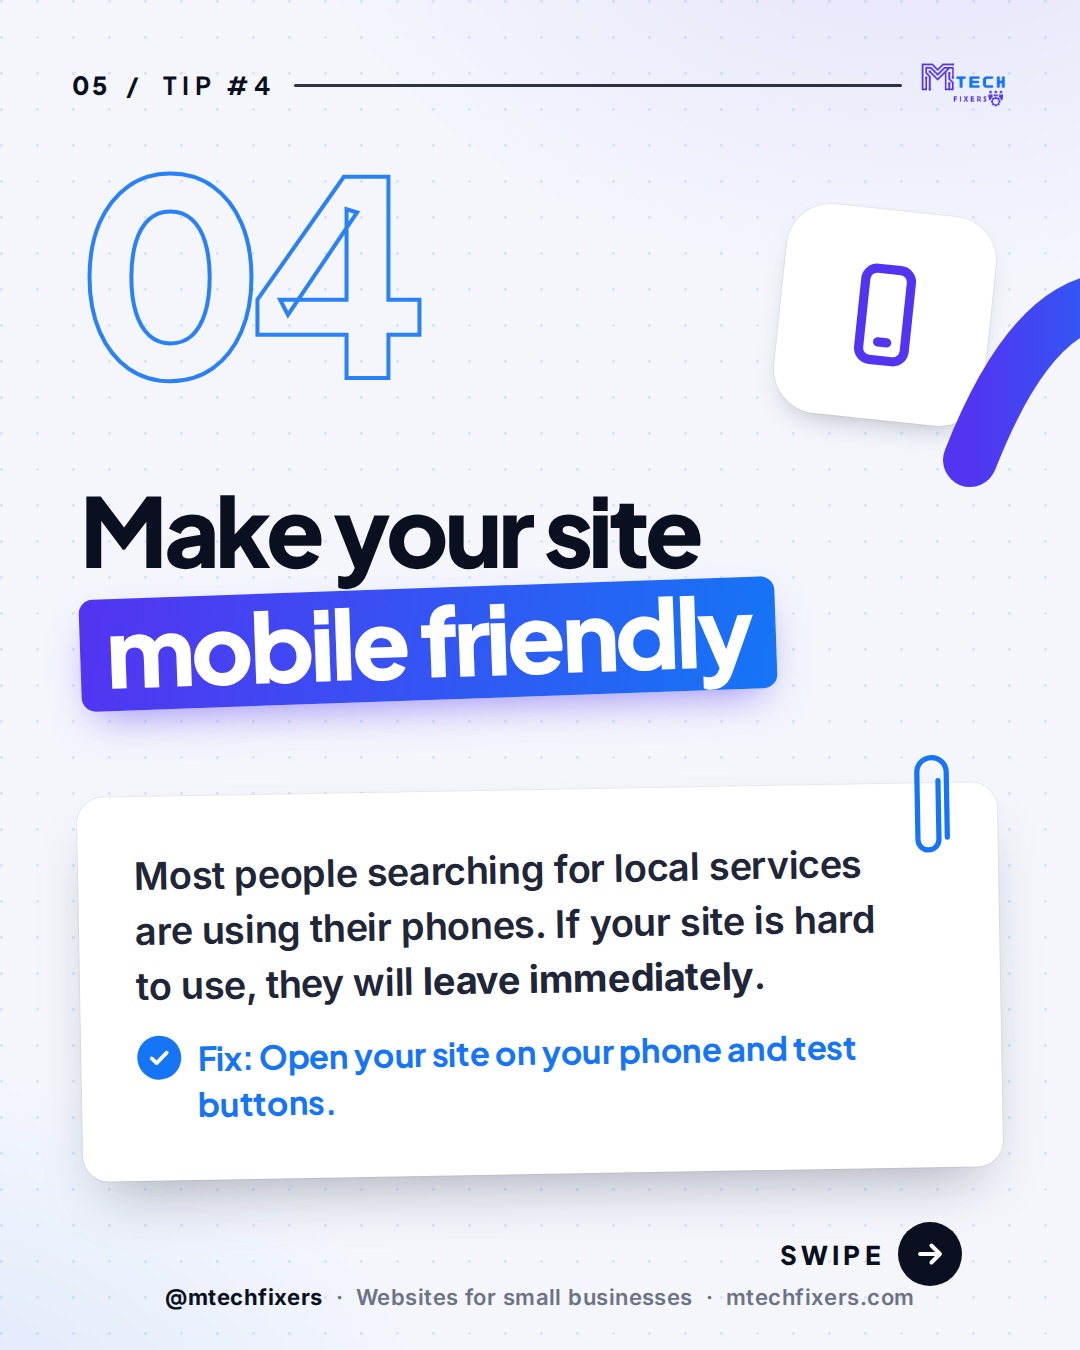 05 / TIP #4
MTECH
FIXERS
04
Make your site
mobile friendly
Most people searching for local services
are using their phones. If your site is hard
to use, they will leave immediately.
Fix: Open your site on your phone and test
buttons.
SWIPE
@mtechfixers · Websites for small businesses · mtechfixers.com